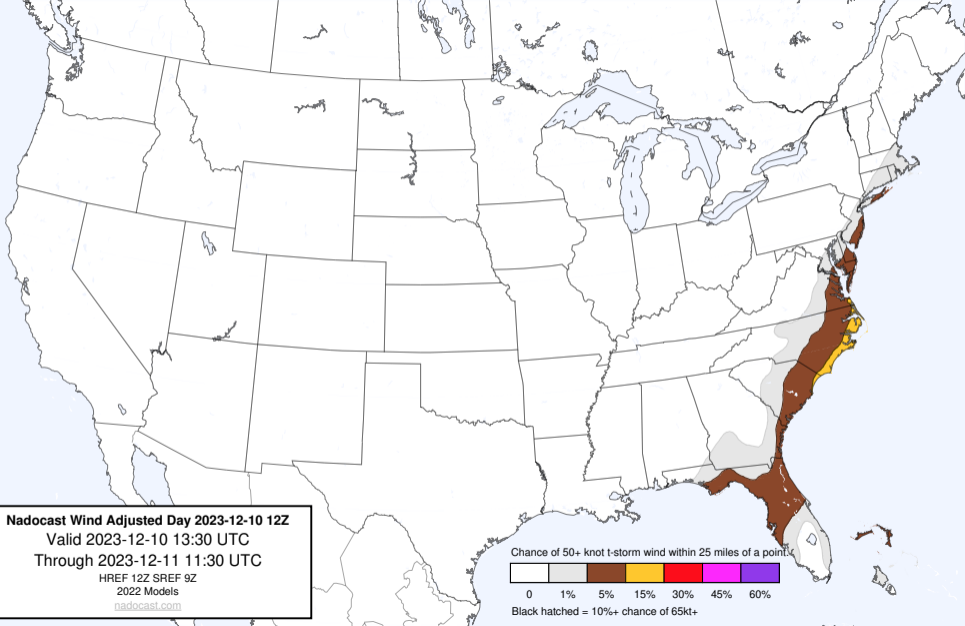 Nadocast Wind Adjusted Day 2023-12-10 12Z
Valid 2023-12-10 13:30 UTC
Through 2023-12-11 11:30 UTC
HREF 12Z SREF 9Z
2022 Models
nadocast.com
Chance of 50+ knot t-storm wind within 25 miles of a point.
0 1% 5% 15% 30% 45% 60%
Black hatched = 10%+ chance of 65kt+